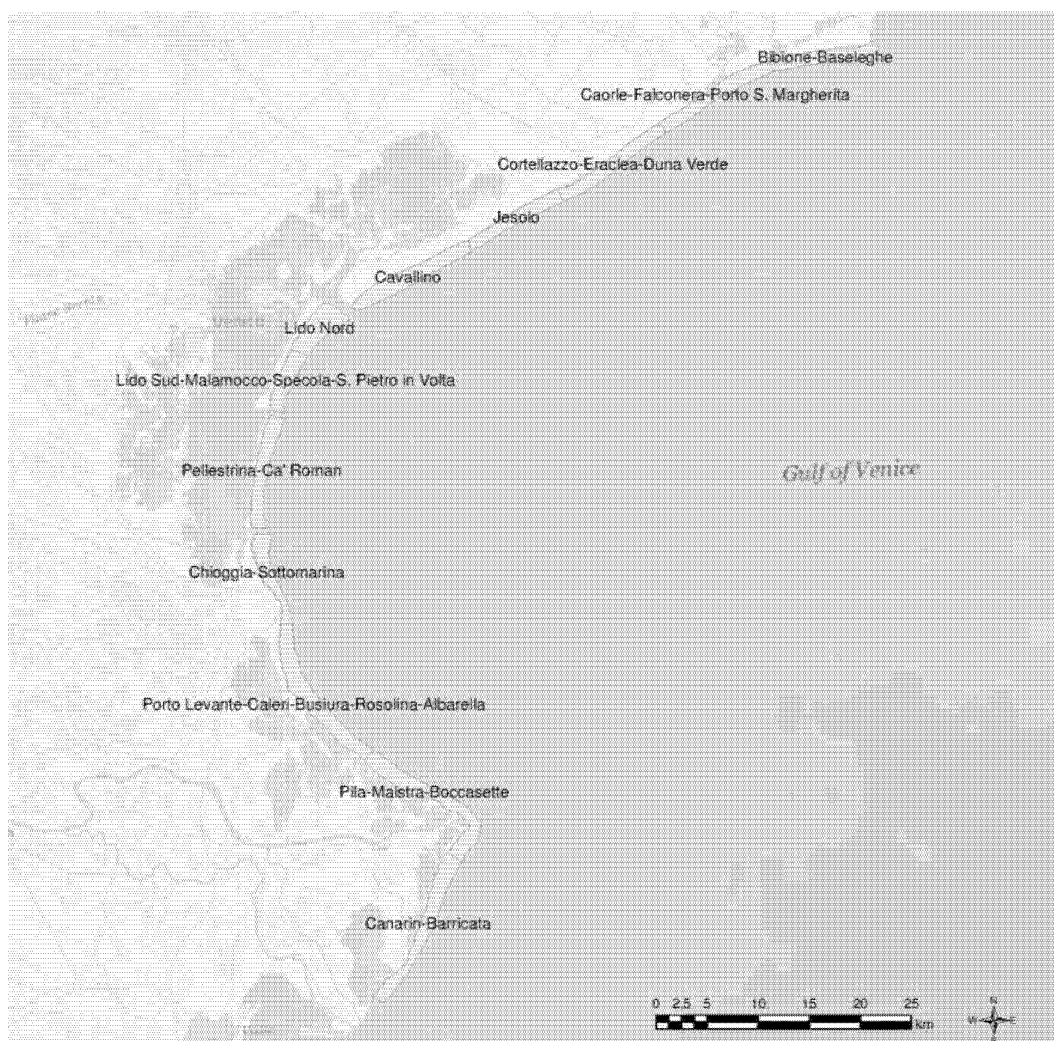 Bibione-Baseleghe
Caorle-Falconera-Porto S. Margherita
Cortellazzo-Eraclea-Duna Verde
Jesolo
Cavallino
Lido Nord
Lido Sud-Malamocco-Specola-S. Pietro in Volta
Pellestrina-Ca' Roman
Gulf of Venice
Chioggia-Sottomarina
Porto Levante-Caleri-Busiura-Rosolina-Albarella
Pila-Maistra-Boccasette
Canarin-Barricata
0 2.5 5 10 15 20 25
km
N
W E
S